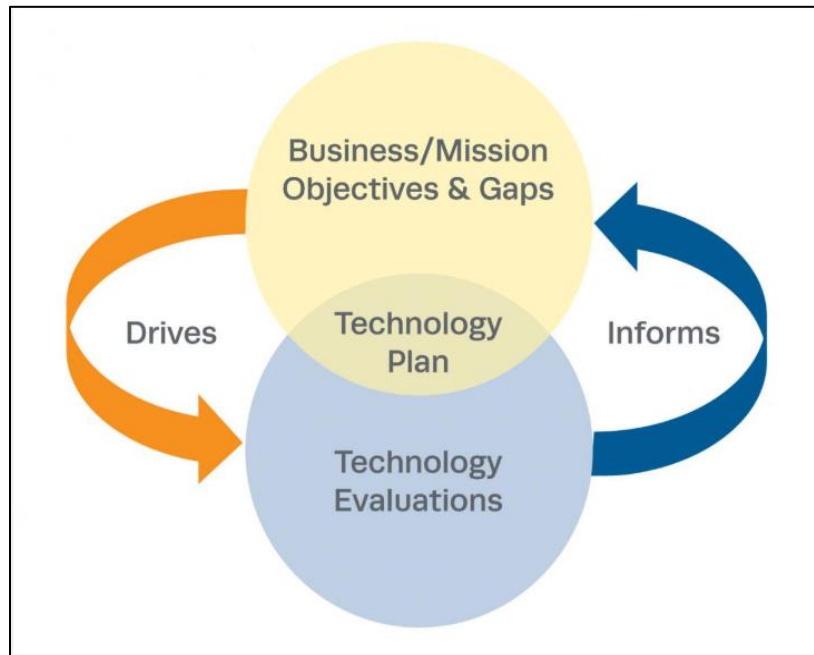 Business/Mission
Objectives & Gaps
Drives
Technology
Plan
Informs
Technology
Evaluations